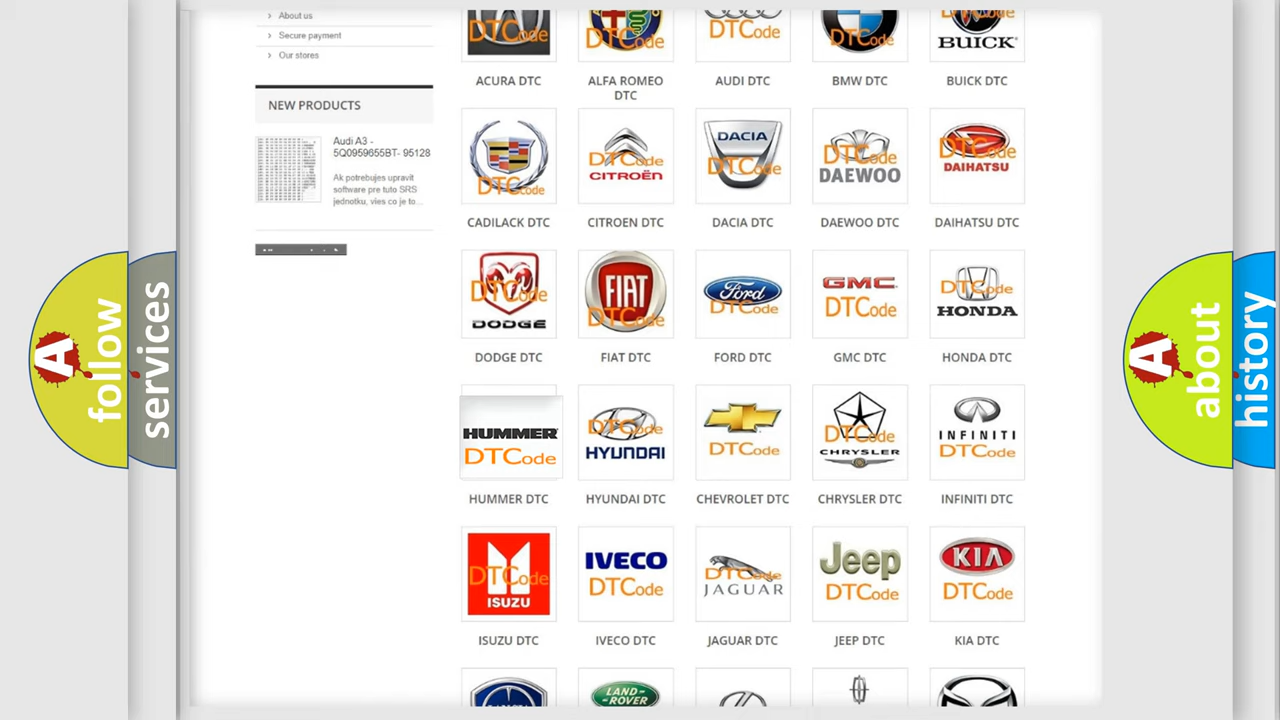 About us
Secure payment
Our stores
NEW PRODUCTS
Audi A3 -
5Q0959655BT- 95128
Ak potrebujes upravit
software pre tuto SRS
jednotku, vies co je to...
DTCode
DTCode
DTCode
DTCode
DTCode
BUICK
ACURA DTC
ALFA ROMEO
DTC
AUDI DTC
BMW DTC
BUICK DTC
DTCode
DTCode
CITROËN
DACIA
DTCode
DTCode
DAEWOO
DTCode
DAIHATSU
CADILACK DTC
CITROEN DTC
DACIA DTC
DAEWOO DTC
DAIHATSU DTC
DTCode
DODGE
FIAT
DTCode
Ford
DTCode
GMC
DTCode
DTCode
HONDA
DODGE DTC
FIAT DTC
FORD DTC
GMC DTC
HONDA DTC
HUMMER
DTCode
DTCode
HYUNDAI
DTCode
DTCode
CHRYSLER
INFINITI
DTCode
HUMMER DTC
HYUNDAI DTC
CHEVROLET DTC
CHRYSLER DTC
INFINITI DTC
DTCode
ISUZU
IVECO
DTCode
DTCode
JAGUAR
Jeep
DTCode
KIA
DTCode
ISUZU DTC
IVECO DTC
JAGUAR DTC
JEEP DTC
KIA DTC
LAND-
ROVER
A follow
services
A about
history